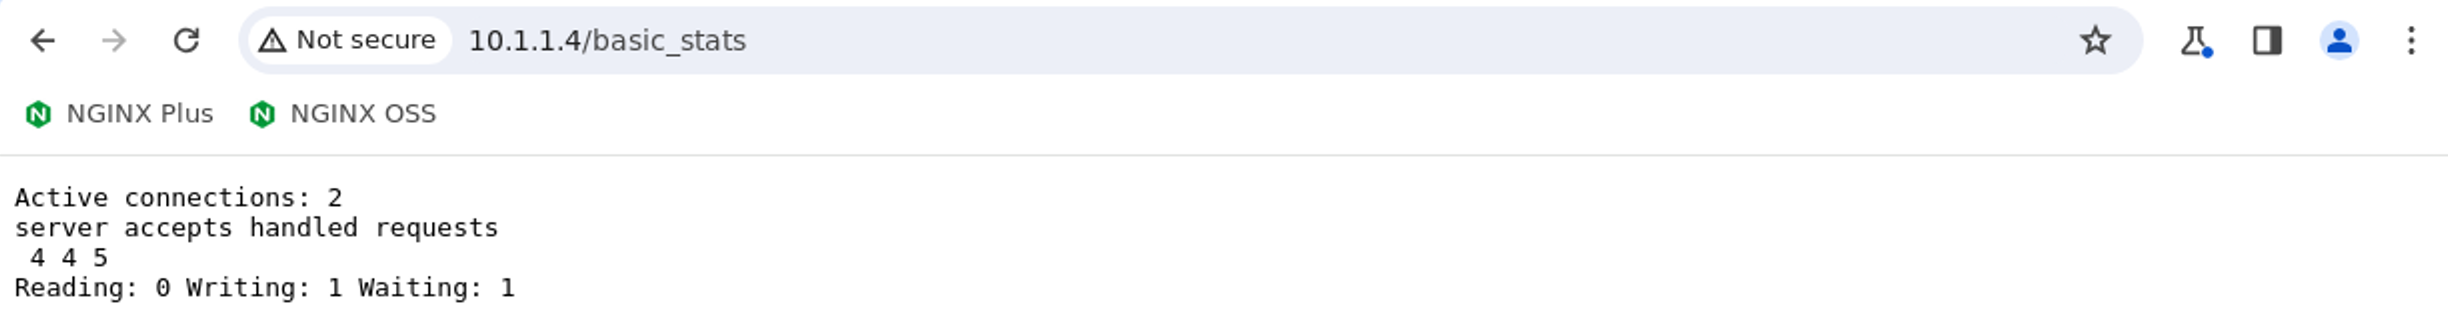 Not secure 10.1.1.4/basic_stats
NGINX Plus NGINX OSS
Active connections: 2
server accepts handled requests
4 4 5
Reading: 0 Writing: 1 Waiting: 1